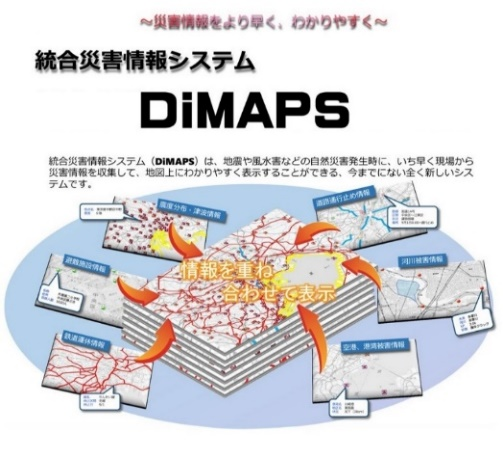 ～災害情報をより早く、わかりやすく～
統合災害情報システム
DiMAPS
統合災害情報システム（DiMAPS）は、地震や風水害などの自然災害発生時に、いち早く現場から
災害情報を収集して、地図上にわかりやすく表示することができる、今までにない全く新しいシス
テムです。
震度分布・津波情報
道路通行止め情報
避難施設情報
河川被害情報
情報を重ね
合わせて表示
鉄道運休情報
空港、港湾被害情報